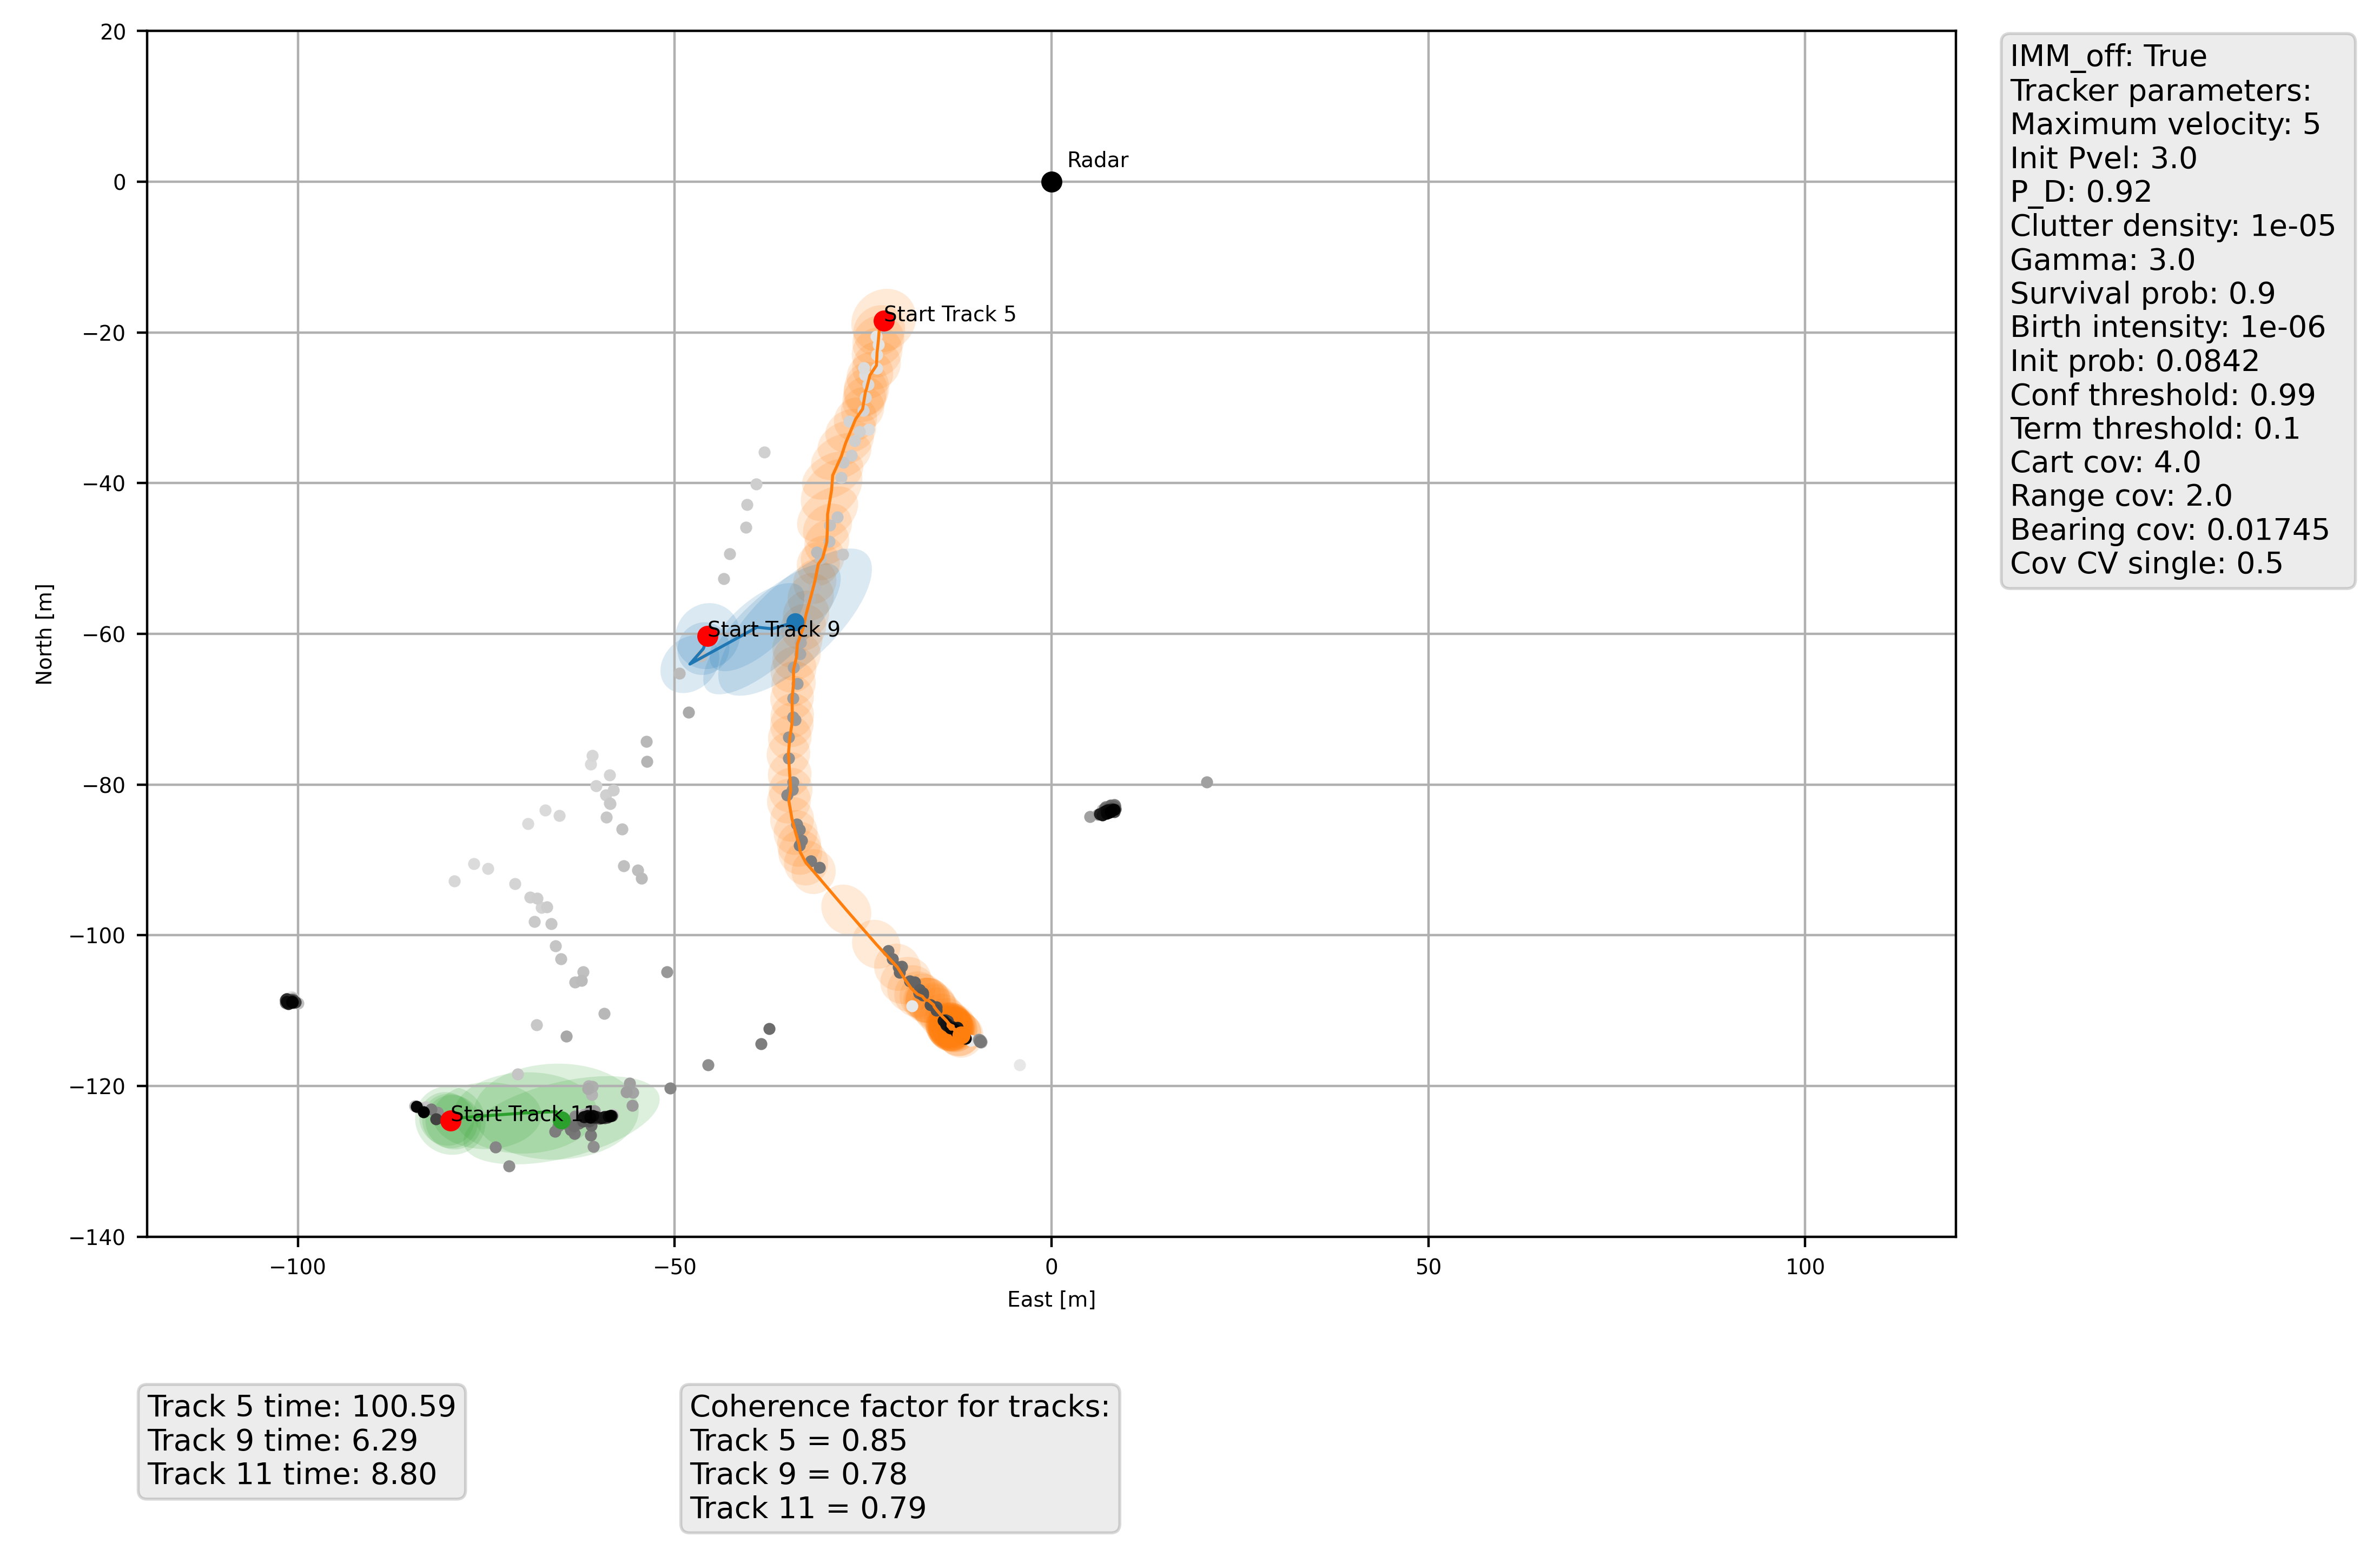 20
0
−20
−40
−60
−80
−100
−120
−140
−100
−50
0
50
100
North [m]
East [m]
Radar
Start Track 5
Start Track 9
Start Track 11
IMM_off: True
Tracker parameters:
Maximum velocity: 5
Init Pvel: 3.0
P_D: 0.92
Clutter density: 1e-05
Gamma: 3.0
Survival prob: 0.9
Birth intensity: 1e-06
Init prob: 0.0842
Conf threshold: 0.99
Term threshold: 0.1
Cart cov: 4.0
Range cov: 2.0
Bearing cov: 0.01745
Cov CV single: 0.5
Track 5 time: 100.59
Track 9 time: 6.29
Track 11 time: 8.80
Coherence factor for tracks:
Track 5 = 0.85
Track 9 = 0.78
Track 11 = 0.79